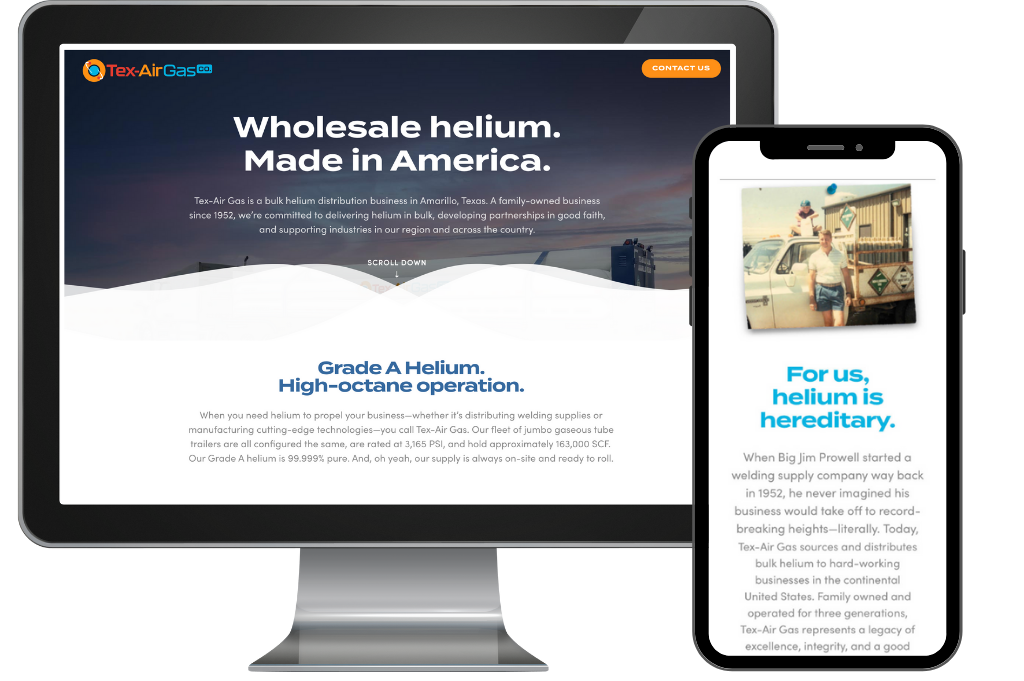 Tex-AirGas CO.
CONTACT US
Wholesale helium.
Made in America.
Tex-Air Gas is a bulk helium distribution business in Amarillo, Texas. A family-owned business
since 1952, we're committed to delivering helium in bulk, developing partnerships in good faith,
and supporting industries in our region and across the country.
SCROLL DOWN
↓
Grade A Helium.
High-octane operation.
When you need helium to propel your business—whether it's distributing welding supplies or
manufacturing cutting-edge technologies—you call Tex-Air Gas. Our fleet of jumbo gaseous tube
trailers are all configured the same, are rated at 3,165 PSI, and hold approximately 163,000 SCF.
Our Grade A helium is 99.999% pure. And, oh yeah, our supply is always on-site and ready to roll.
For us,
helium is
hereditary.
When Big Jim Prowell started a
welding supply company way back
in 1952, he never imagined his
business would take off to record-
breaking heights—literally. Today,
Tex-Air Gas sources and distributes
bulk helium to hard-working
businesses in the continental
United States. Family owned and
operated for three generations,
Tex-Air Gas represents a legacy of
excellence, integrity, and a good